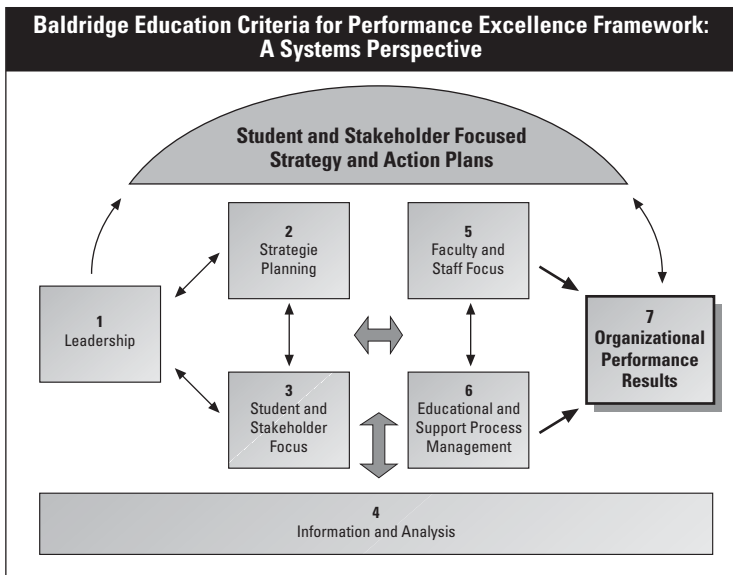 Baldridge Education Criteria for Performance Excellence Framework:
A Systems Perspective
Student and Stakeholder Focused
Strategy and Action Plans
1
Leadership
2
Strategie
Planning
3
Student and
Stakeholder
Focus
5
Faculty and
Staff Focus
6
Educational and
Support Process
Management
7
Organizational
Performance
Results
4
Information and Analysis